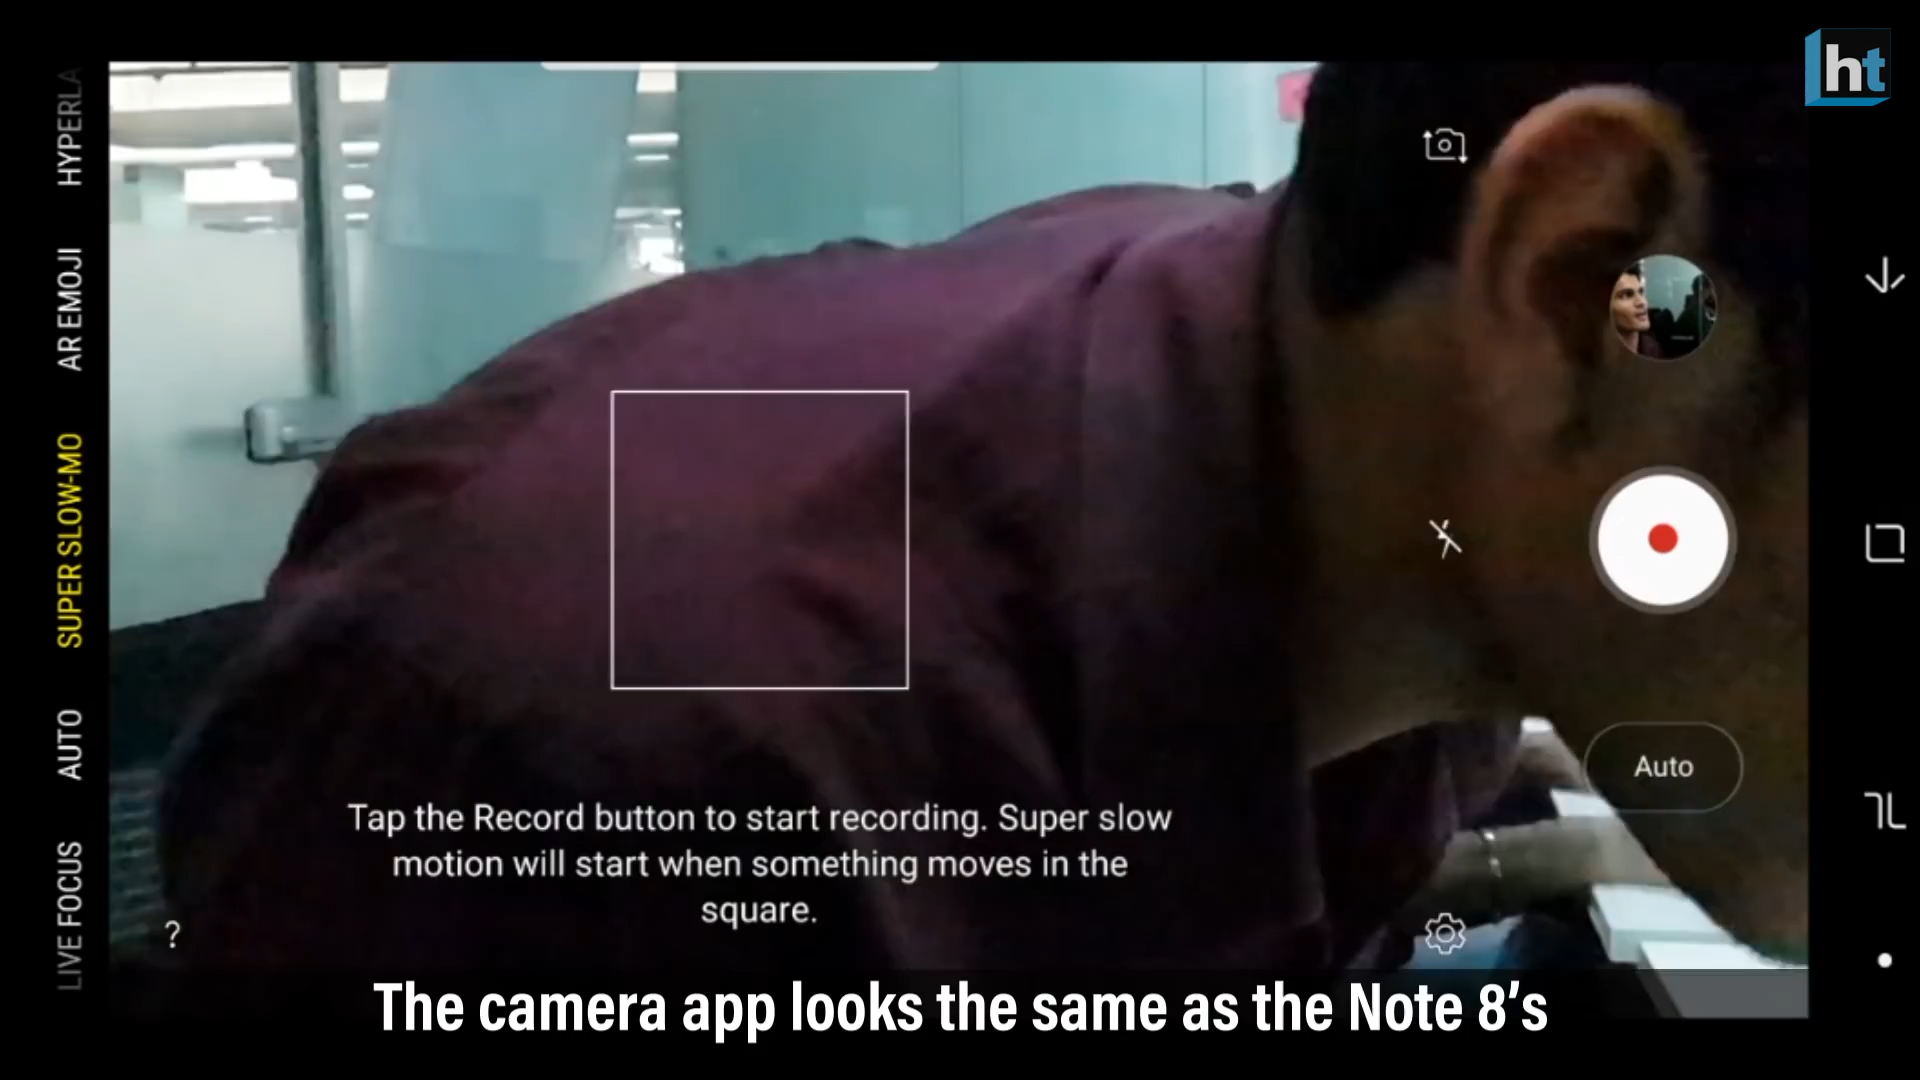 ht
HYPERLA
AR EMOJI
SUPER SLOW-MO
AUTO
LIVE FOCUS
Auto
Tap the Record button to start recording. Super slow
motion will start when something moves in the
square.
?
The camera app looks the same as the Note 8’s